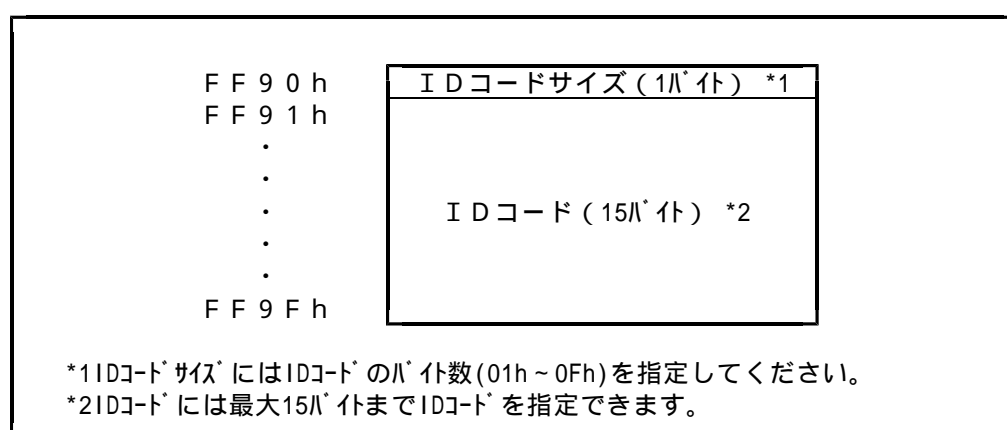 ＦＦ９０ｈ ＩＤコードサイズ（1ﾊﾞｲﾄ） *1
ＦＦ９１ｈ
・
・
・ ＩＤコード（15ﾊﾞｲﾄ） *2
・
・
ＦＦ９Ｆｈ
*1IDｺｰﾄﾞｻｲｽﾞにはIDｺｰﾄﾞのﾊﾞｲﾄ数(01h～0Fh)を指定してください。
*2IDｺｰﾄﾞには最大15ﾊﾞｲﾄまでIDｺｰﾄﾞを指定できます。